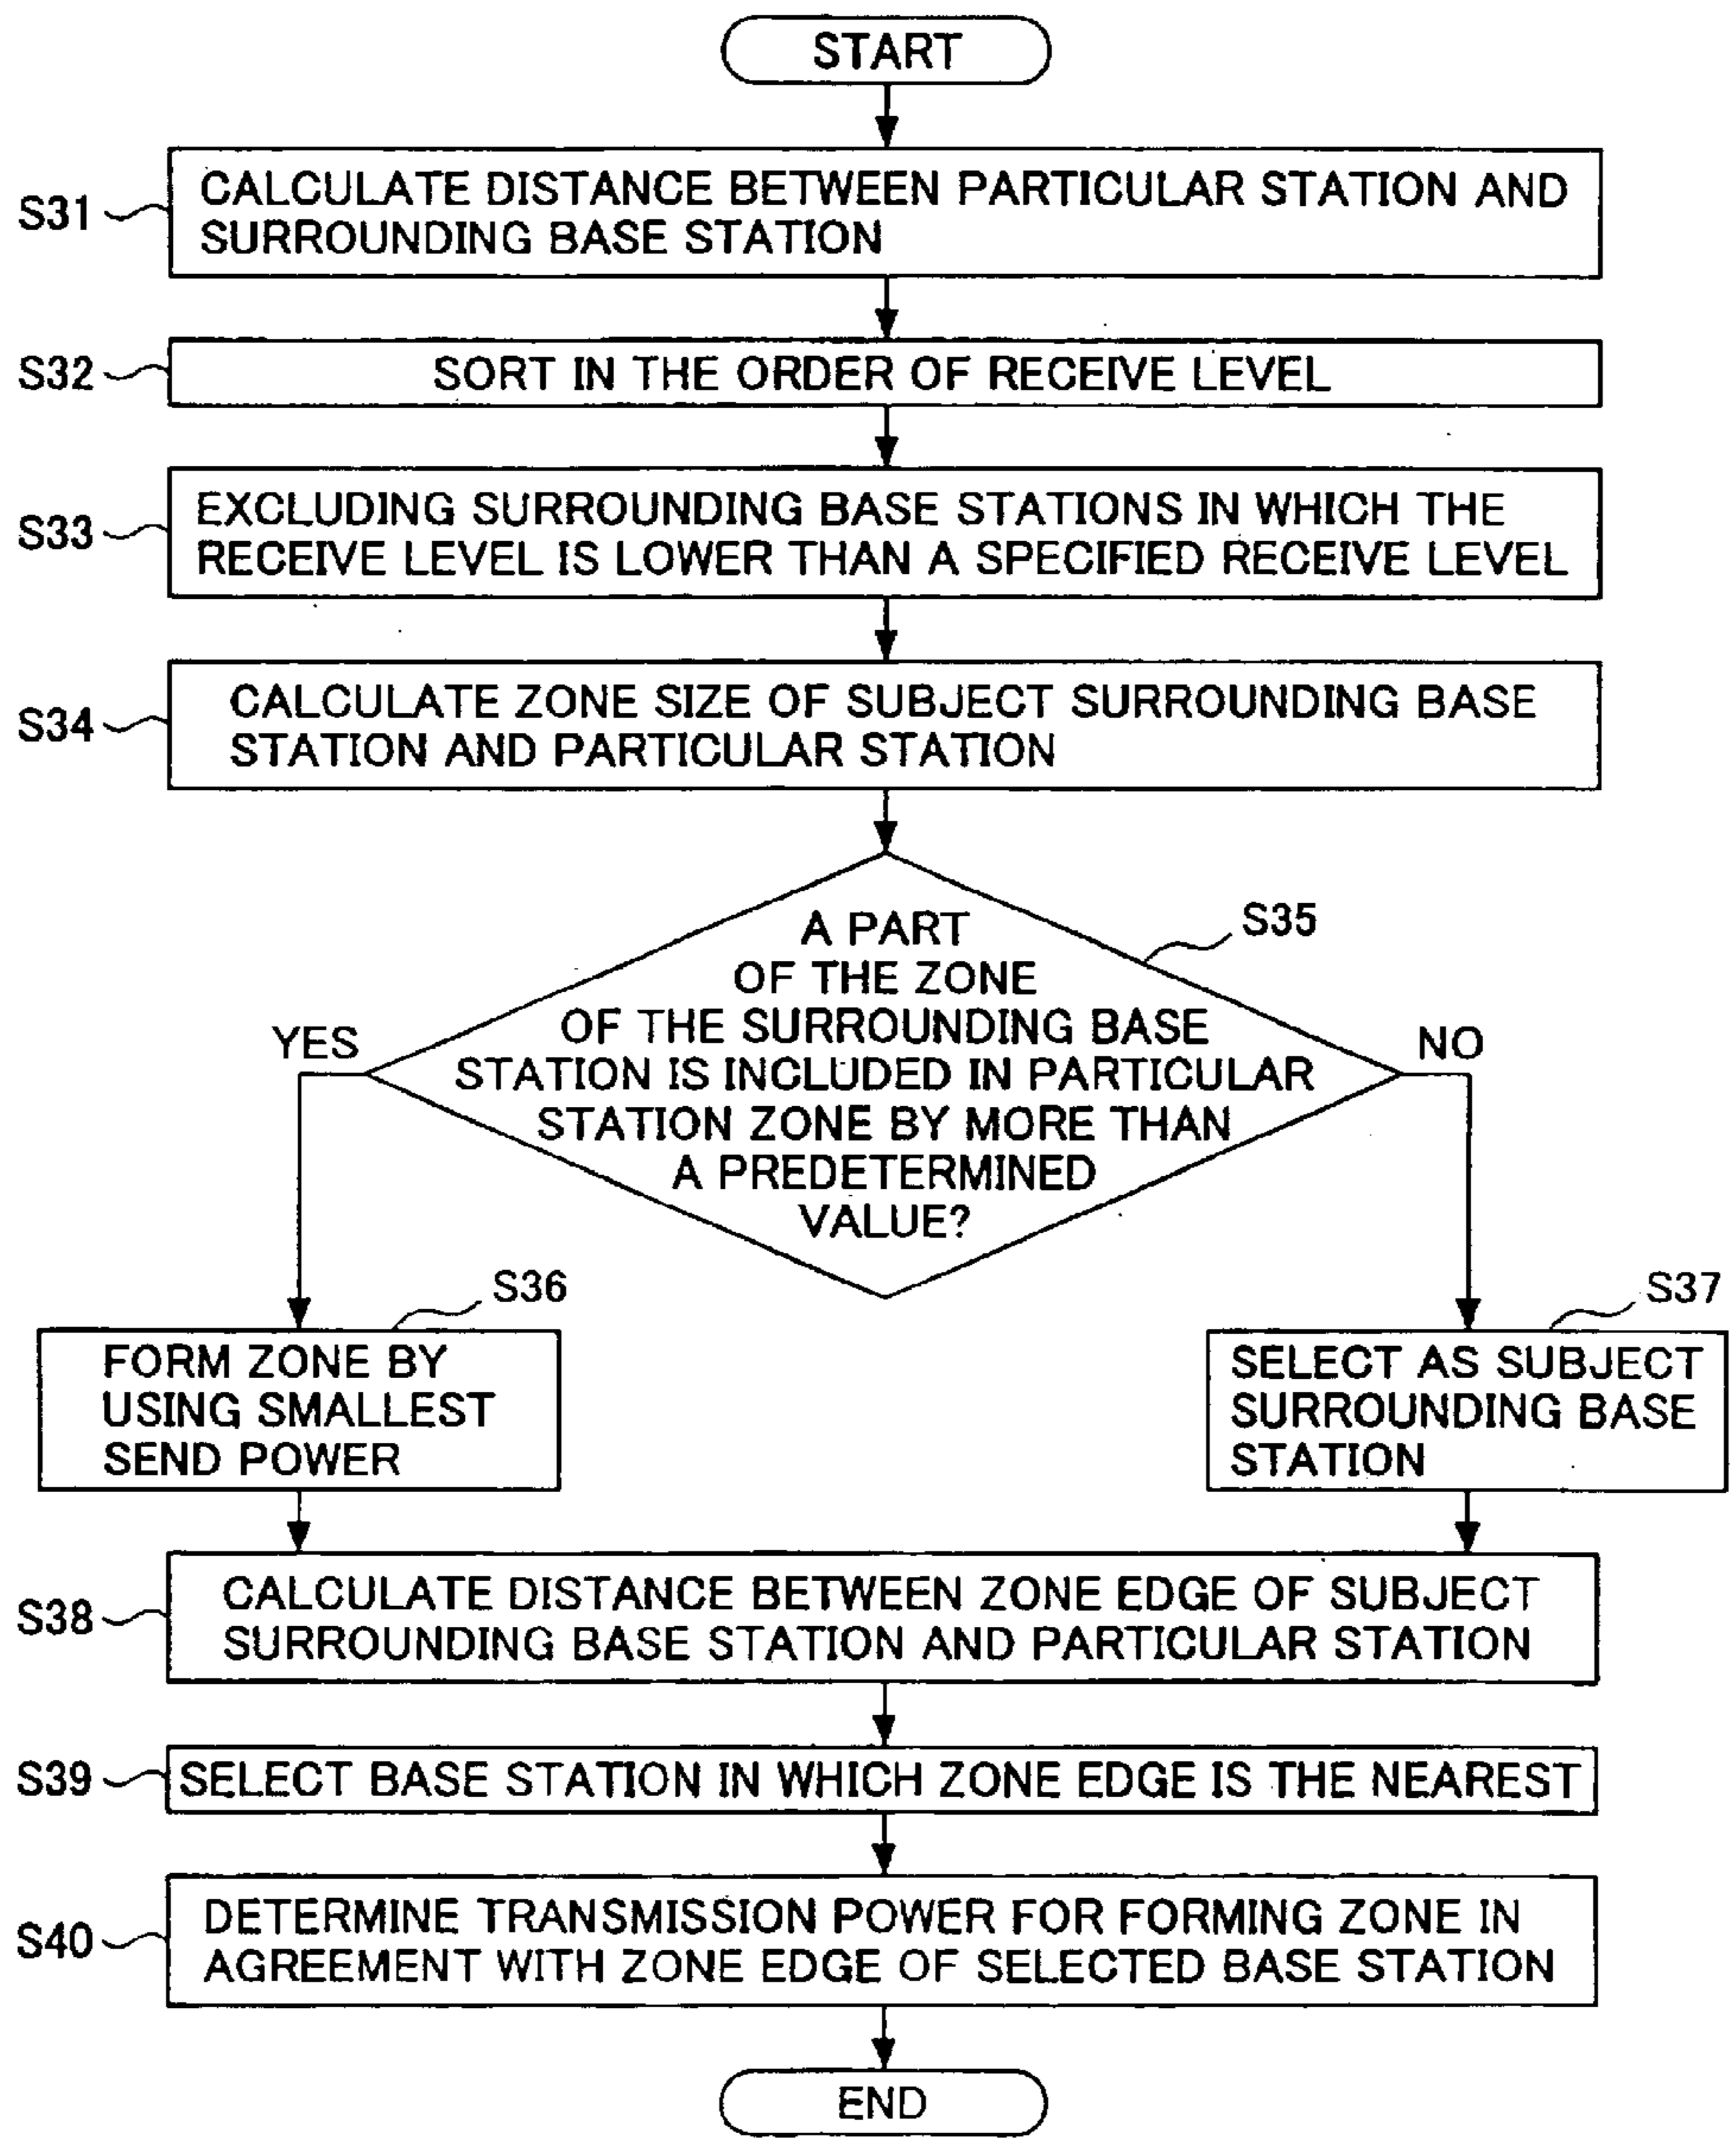 START
S31
CALCULATE DISTANCE BETWEEN PARTICULAR STATION AND
SURROUNDING BASE STATION
S32
SORT IN THE ORDER OF RECEIVE LEVEL
S33
EXCLUDING SURROUNDING BASE STATIONS IN WHICH THE
RECEIVE LEVEL IS LOWER THAN A SPECIFIED RECEIVE LEVEL
S34
CALCULATE ZONE SIZE OF SUBJECT SURROUNDING BASE
STATION AND PARTICULAR STATION
S35
A PART
OF THE ZONE
OF THE SURROUNDING BASE
STATION IS INCLUDED IN PARTICULAR
STATION ZONE BY MORE THAN
A PREDETERMINED
VALUE?
YES
NO
S36
FORM ZONE BY
USING SMALLEST
SEND POWER
S37
SELECT AS SUBJECT
SURROUNDING BASE
STATION
S38
CALCULATE DISTANCE BETWEEN ZONE EDGE OF SUBJECT
SURROUNDING BASE STATION AND PARTICULAR STATION
S39
SELECT BASE STATION IN WHICH ZONE EDGE IS THE NEAREST
S40
DETERMINE TRANSMISSION POWER FOR FORMING ZONE IN
AGREEMENT WITH ZONE EDGE OF SELECTED BASE STATION
END